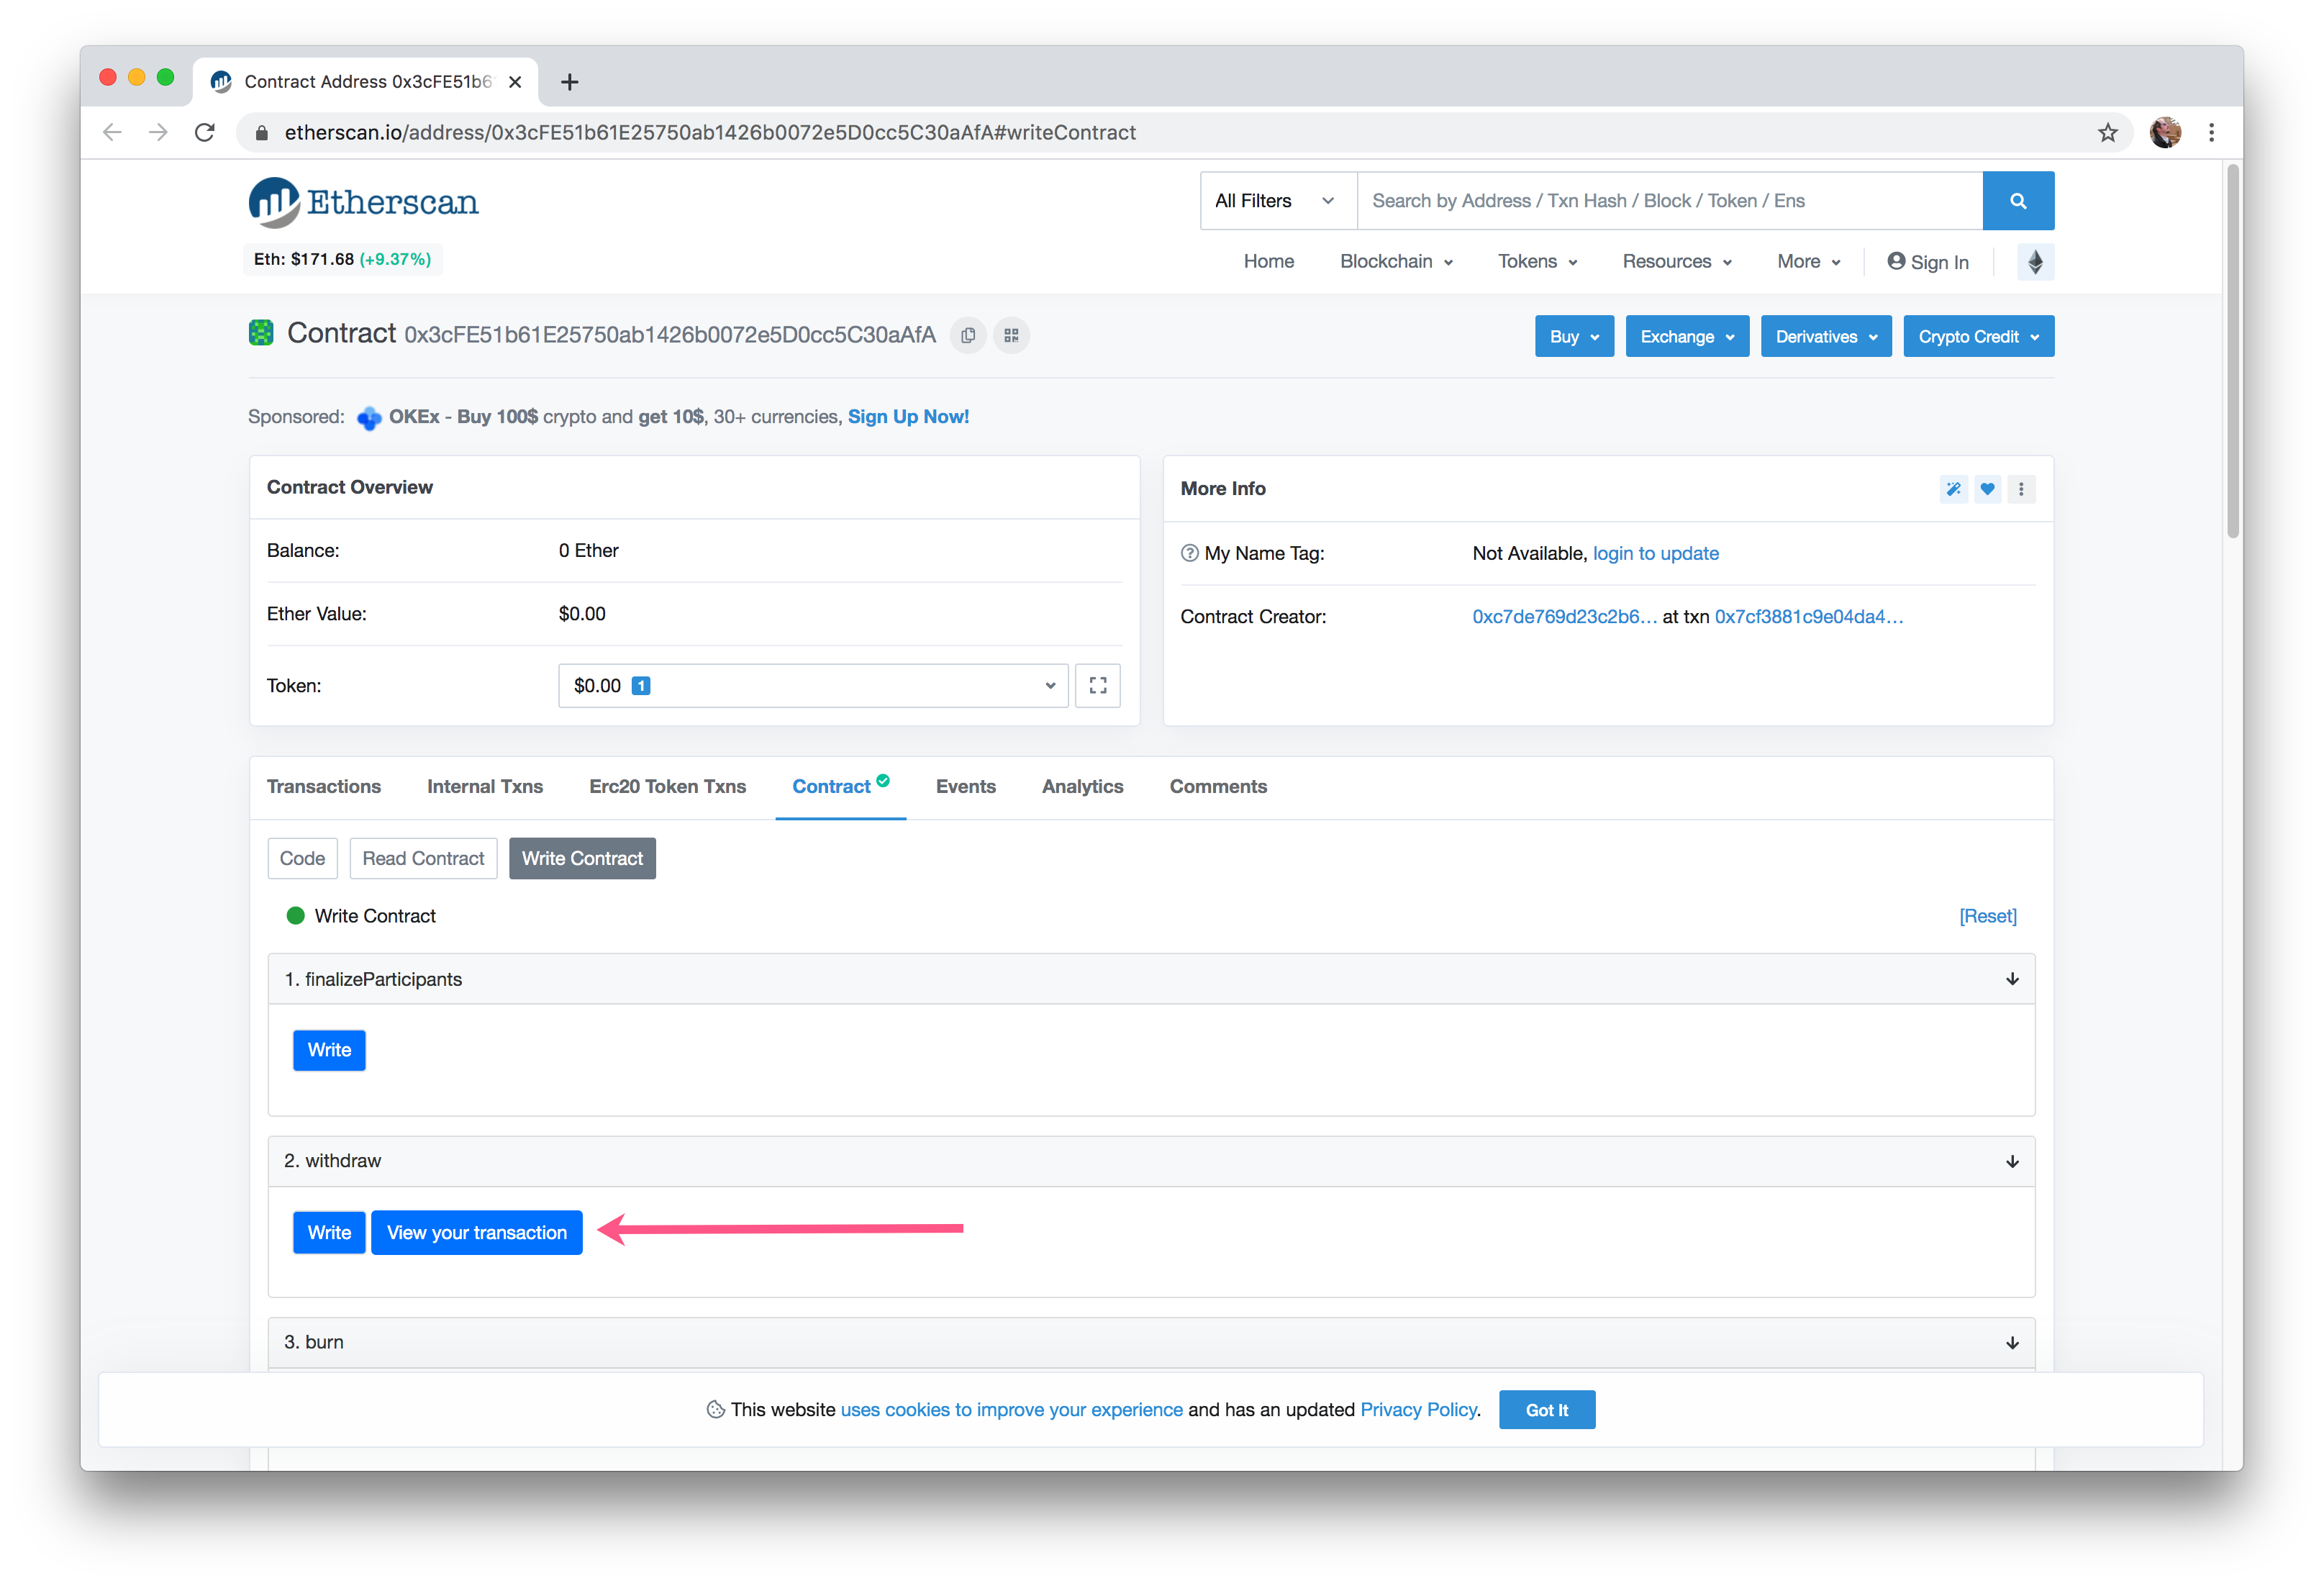 Contract Address 0x3cFE51b6
etherscan.io/address/0x3cFE51b61E25750ab1426b0072e5D0cc5C30aAfA#writeContract
Etherscan
All Filters
Search by Address / Txn Hash / Block / Token / Ens
Eth: $171.68 (+9.37%)
Home Blockchain Tokens Resources More Sign In
Contract 0x3cFE51b61E25750ab1426b0072e5D0cc5C30aAfA
Buy Exchange Derivatives Crypto Credit
Sponsored: OKEx - Buy 100$ crypto and get 10$, 30+ currencies, Sign Up Now!
Contract Overview
Balance: 0 Ether
Ether Value: $0.00
Token: $0.00 1
More Info
My Name Tag: Not Available, login to update
Contract Creator: 0xc7de769d23c2b6... at txn 0x7cf3881c9e04da4...
Transactions Internal Txns Erc20 Token Txns Contract Events Analytics Comments
Code Read Contract Write Contract
Write Contract [Reset]
1. finalizeParticipants
Write
2. withdraw
Write View your transaction
3. burn
This website uses cookies to improve your experience and has an updated Privacy Policy. Got It